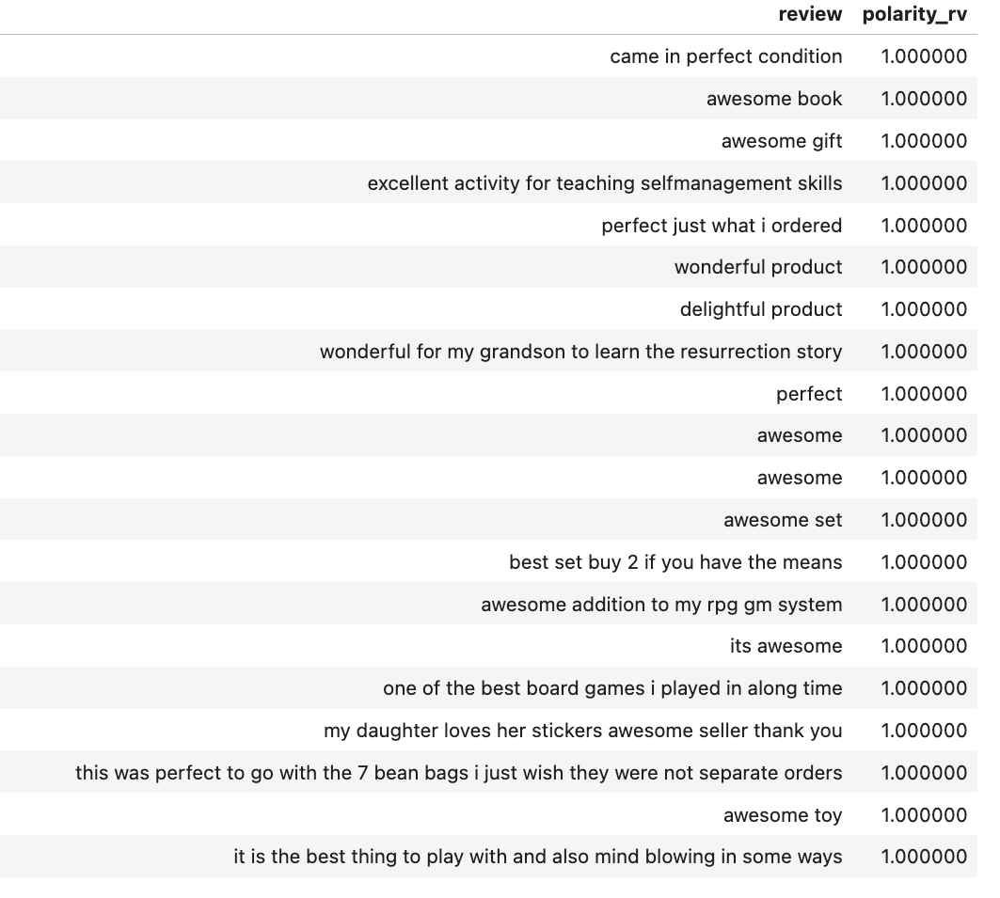 review polarity_rv
came in perfect condition 1.000000
awesome book 1.000000
awesome gift 1.000000
excellent activity for teaching selfmanagement skills 1.000000
perfect just what i ordered 1.000000
wonderful product 1.000000
delightful product 1.000000
wonderful for my grandson to learn the resurrection story 1.000000
perfect 1.000000
awesome 1.000000
awesome 1.000000
awesome set 1.000000
best set buy 2 if you have the means 1.000000
awesome addition to my rpg gm system 1.000000
its awesome 1.000000
one of the best board games i played in along time 1.000000
my daughter loves her stickers awesome seller thank you 1.000000
this was perfect to go with the 7 bean bags i just wish they were not separate orders 1.000000
awesome toy 1.000000
it is the best thing to play with and also mind blowing in some ways 1.000000